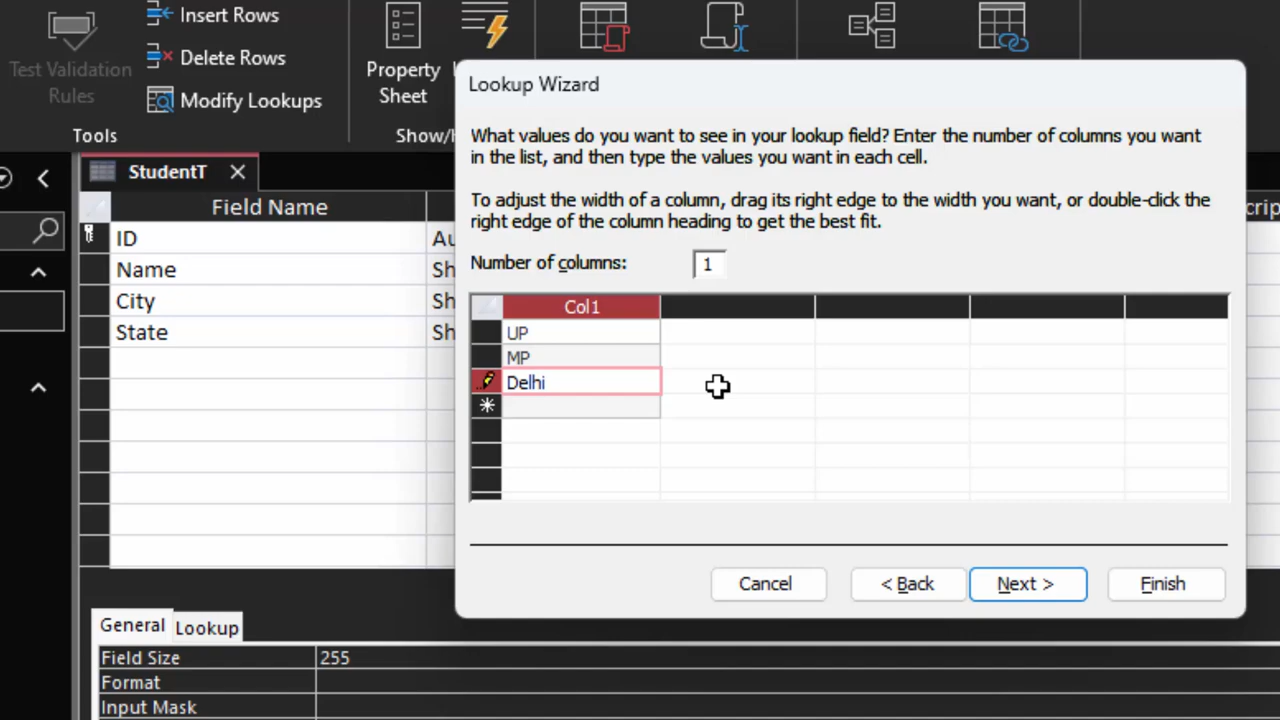 Insert Rows
Delete Rows
Modify Lookups
Test Validation
Rules
Property
Sheet
Tools
Show/
Lookup Wizard
What values do you want to see in your lookup field? Enter the number of columns you want
in the list, and then type the values you want in each cell.
To adjust the width of a column, drag its right edge to the width you want, or double-click the
right edge of the column heading to get the best fit.
Number of columns: 1
Col1
UP
MP
Delhi
Cancel
< Back
Next >
Finish
StudentT
Field Name
ID
Name
City
State
General
Lookup
Field Size 255
Format
Input Mask